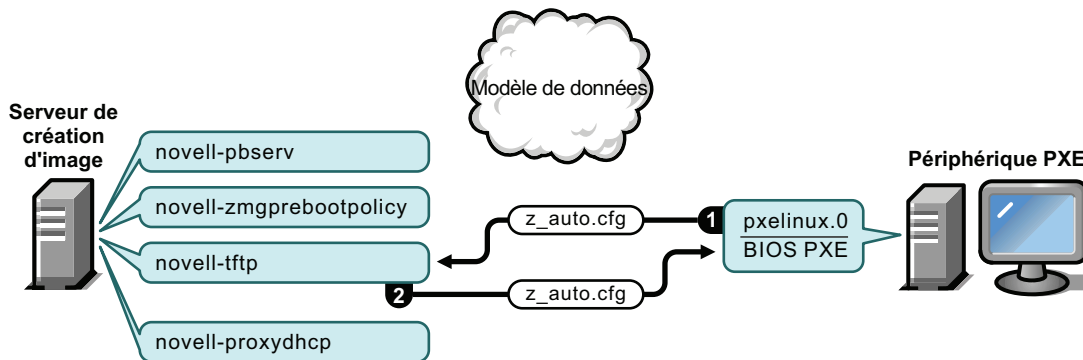 Modèle de données
Serveur de
création
d'image
novell-pbserv
novell-zmgprebootpolicy
novell-tftp
novell-proxydhcp
z_auto.cfg
1
2
z_auto.cfg
pxelinux.0
BIOS PXE
Périphérique PXE